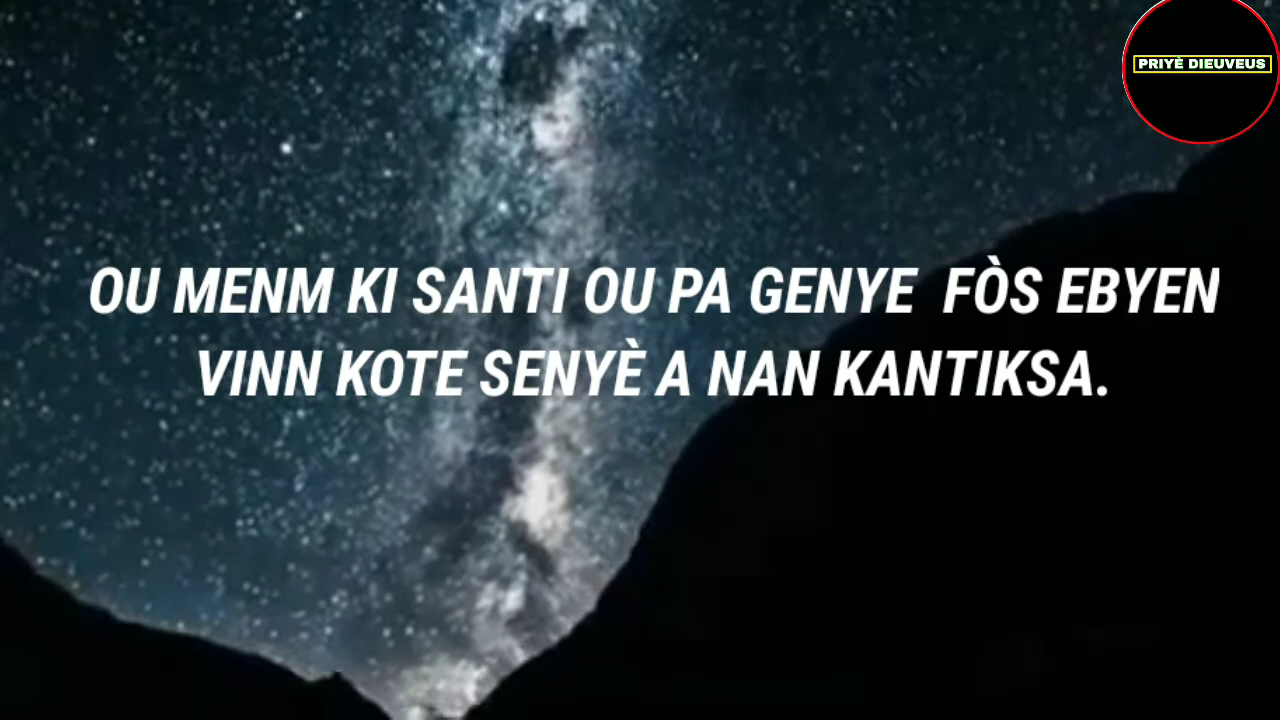 PRIYÈ DIEUVEUS
OU MENM KI SANTI OU PA GENYE FÒS EBYEN
VINN KOTE SENYÈ A NAN KANTIKSA.